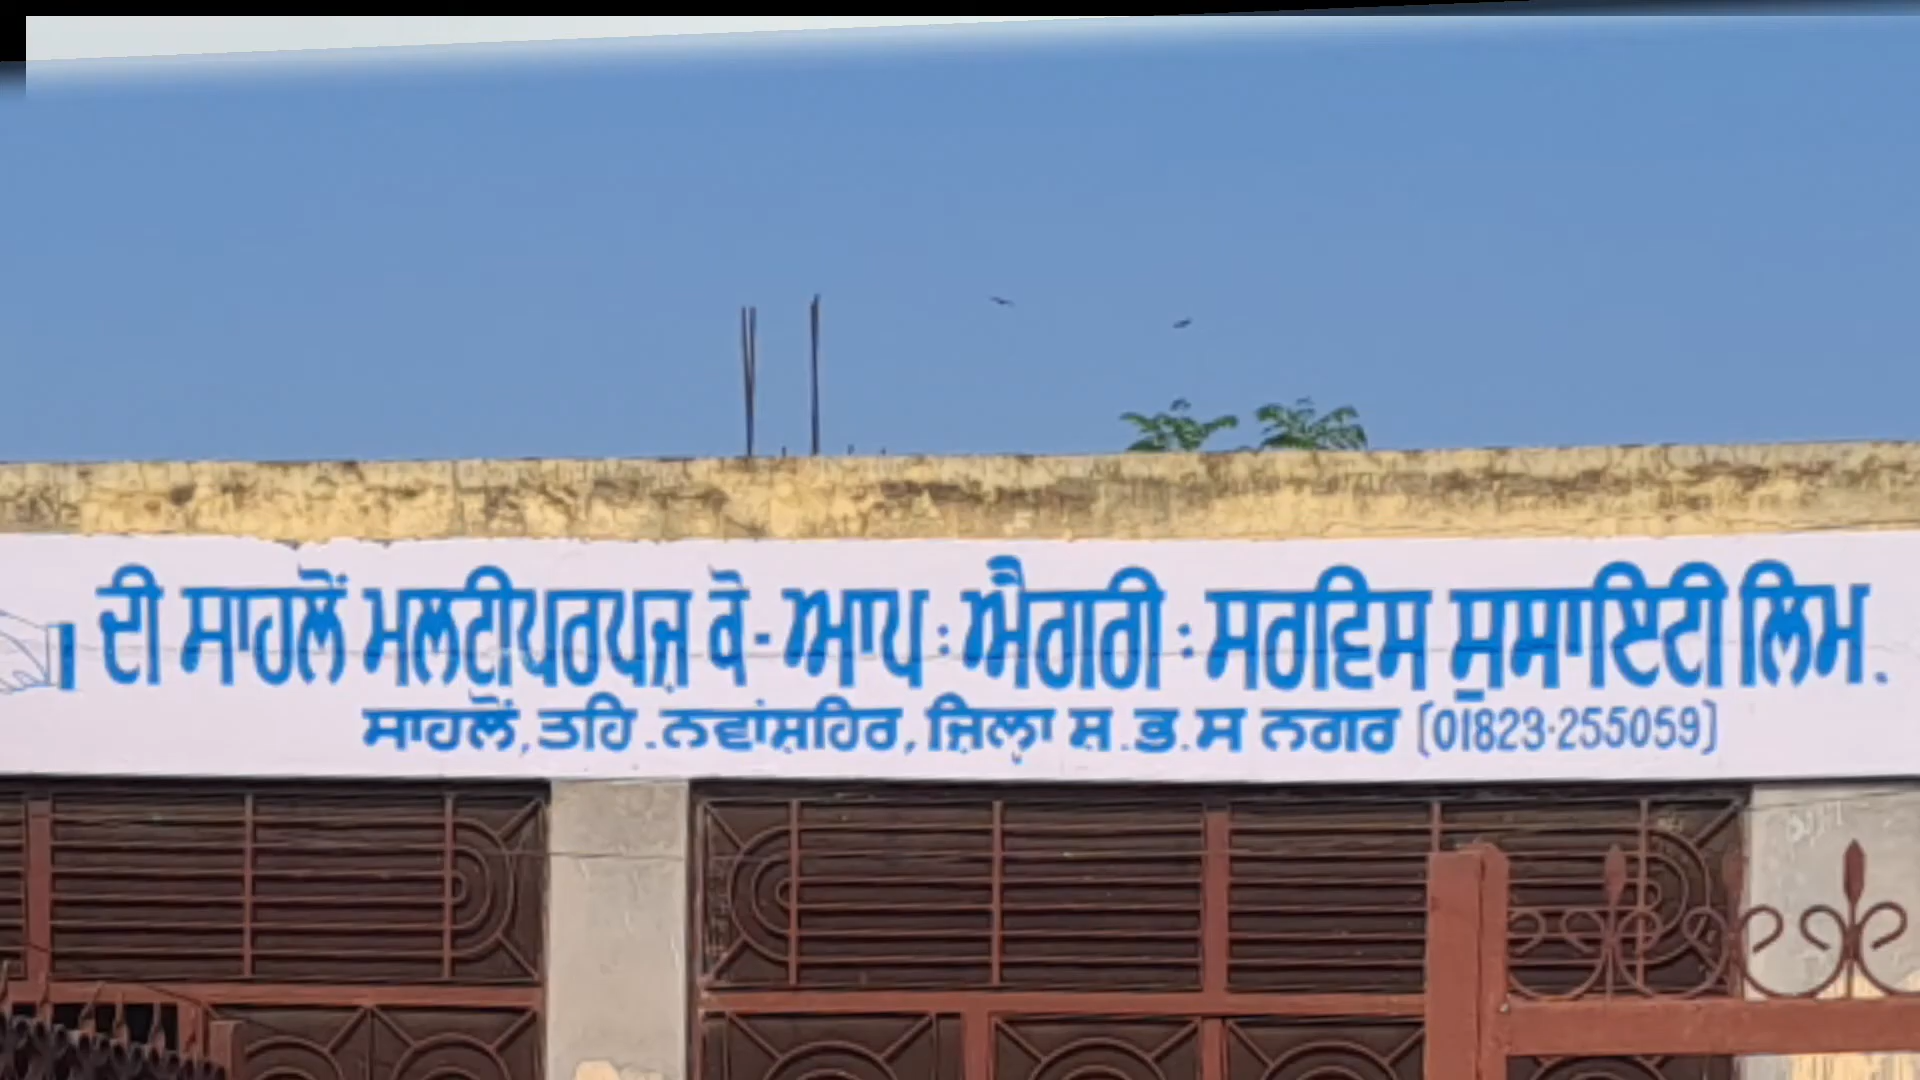 ਦੀ ਸਾਹਲੋਂ ਮਲਟੀਪਰਪਜ਼ ਕੋ-ਆਪ: ਐਗਰੀ: ਸਰਵਿਸ ਸੁਸਾਇਟੀ ਲਿਮ.
ਸਾਹਲੋਂ, ਤਹਿ. ਨਵਾਂਸ਼ਹਿਰ, ਜ਼ਿਲ੍ਹਾ ਸ਼.ਭ.ਸ ਨਗਰ (01823-255059)